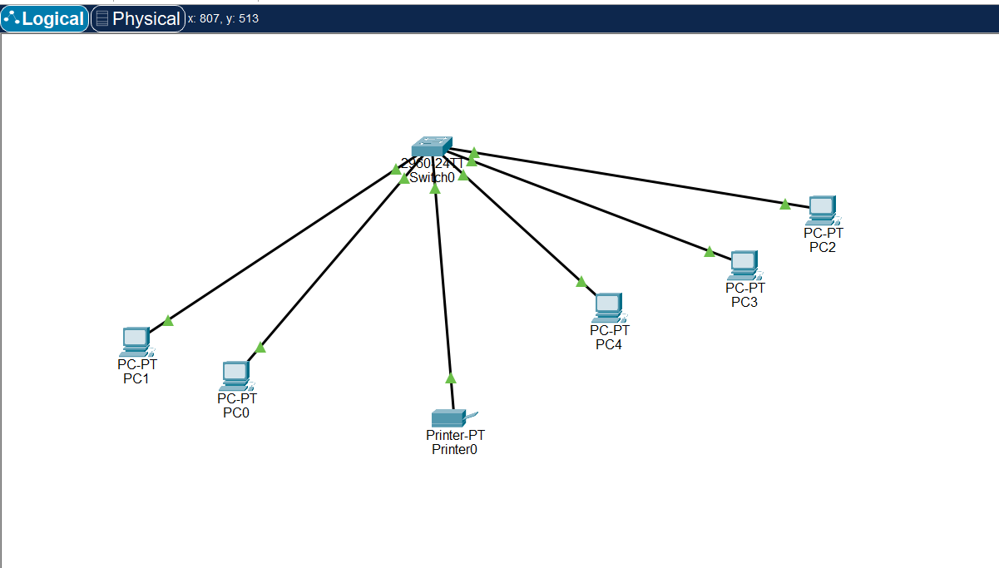 Logical Physical x: 807, y: 513
2960-24TT
Switch0
PC-PT
PC2
PC-PT
PC3
PC-PT
PC4
PC-PT
PC1
PC-PT
PC0
Printer-PT
Printer0